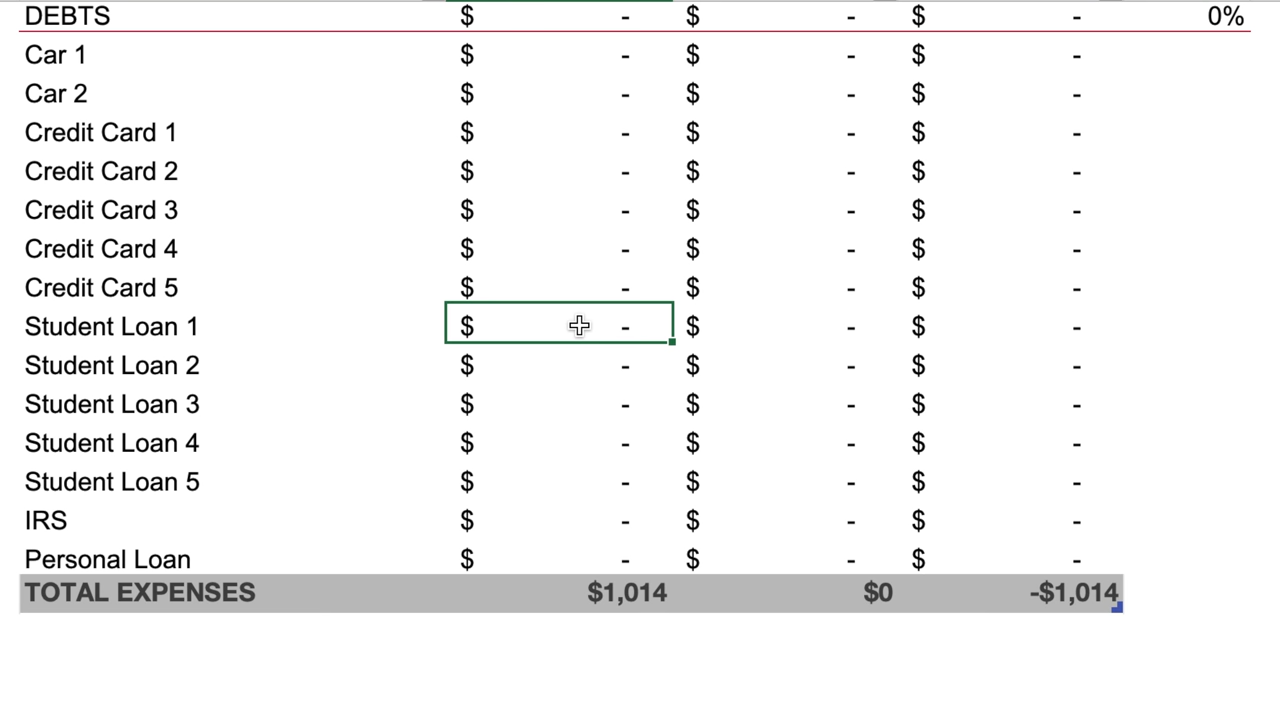 DEBTS $ - $ - $ - 0%
Car 1 $ - $ - $ -
Car 2 $ - $ - $ -
Credit Card 1 $ - $ - $ -
Credit Card 2 $ - $ - $ -
Credit Card 3 $ - $ - $ -
Credit Card 4 $ - $ - $ -
Credit Card 5 $ - $ - $ -
Student Loan 1 $ - $ - $ -
Student Loan 2 $ - $ - $ -
Student Loan 3 $ - $ - $ -
Student Loan 4 $ - $ - $ -
Student Loan 5 $ - $ - $ -
IRS $ - $ - $ -
Personal Loan $ - $ - $ -
TOTAL EXPENSES $1,014 $0 -$1,014